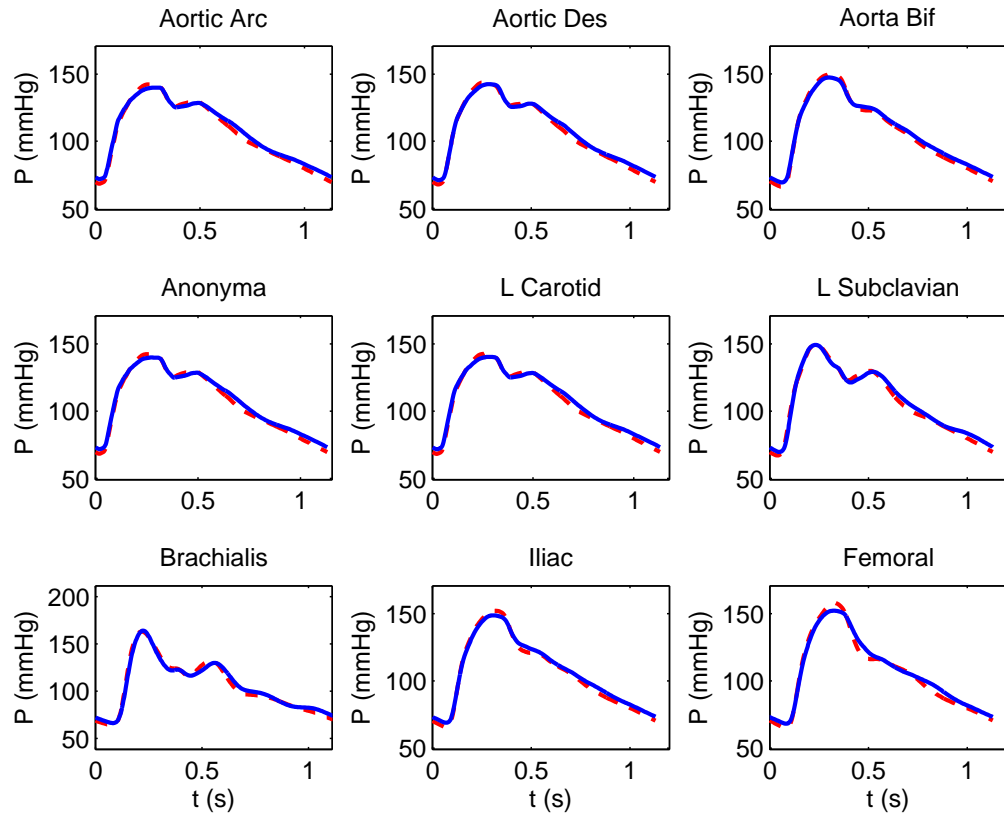 Aortic Arc
Aortic Des
Aorta Bif
P (mmHg)
150
100
50
0
0.5
1
P (mmHg)
150
100
50
0
0.5
1
P (mmHg)
150
100
50
0
0.5
1
Anonyma
L Carotid
L Subclavian
P (mmHg)
150
100
50
0
0.5
1
P (mmHg)
150
100
50
0
0.5
1
P (mmHg)
150
100
50
0
0.5
1
Brachialis
Iliac
Femoral
P (mmHg)
200
150
100
50
0
0.5
1
t (s)
P (mmHg)
150
100
50
0
0.5
1
t (s)
P (mmHg)
150
100
50
0
0.5
1
t (s)